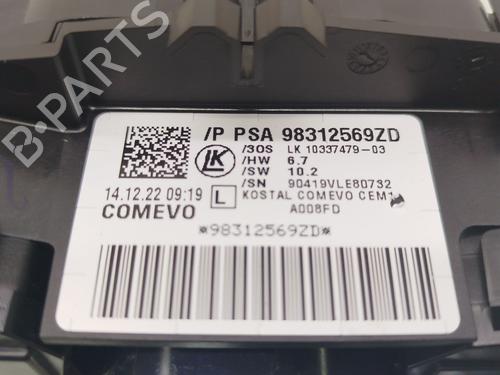 /P PSA 98312569ZD
/3OS LK 10337479-03
/HW 6.7
/SW 10.2
/SN 90419VLE80732
LK
14.12.22 09:19 L KOSTAL COMEVO CEM1
COMEVO A008FD
*98312569ZD*
B-PARTS